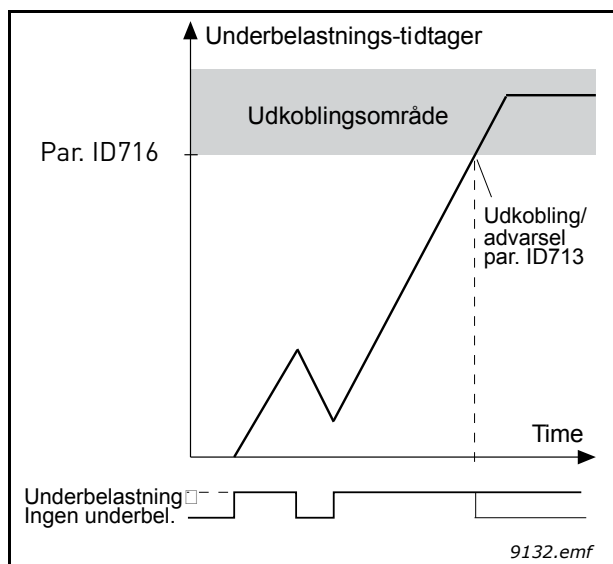 Underbelastnings-tidtager
Udkoblingsområde
Par. ID716
Udkobling/
advarsel
par. ID713
Time
Underbelastning
Ingen underbel.
9132.emf